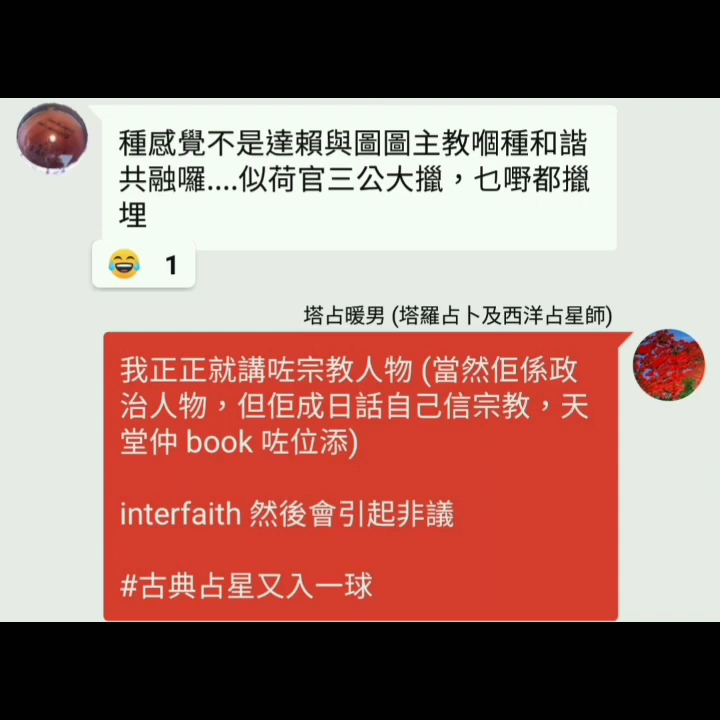 種感覺不是達賴與圖圖主教嗰種和諧
共融囉....似荷官三公大擸，乜嘢都擸
埋
😂 1
塔占暖男 (塔羅占卜及西洋占星師)
我正正就講咗宗教人物 (當然佢係政
治人物，但佢成日話自己信宗教，天
堂仲 book 咗位添)
interfaith 然後會引起非議
#古典占星又入一球